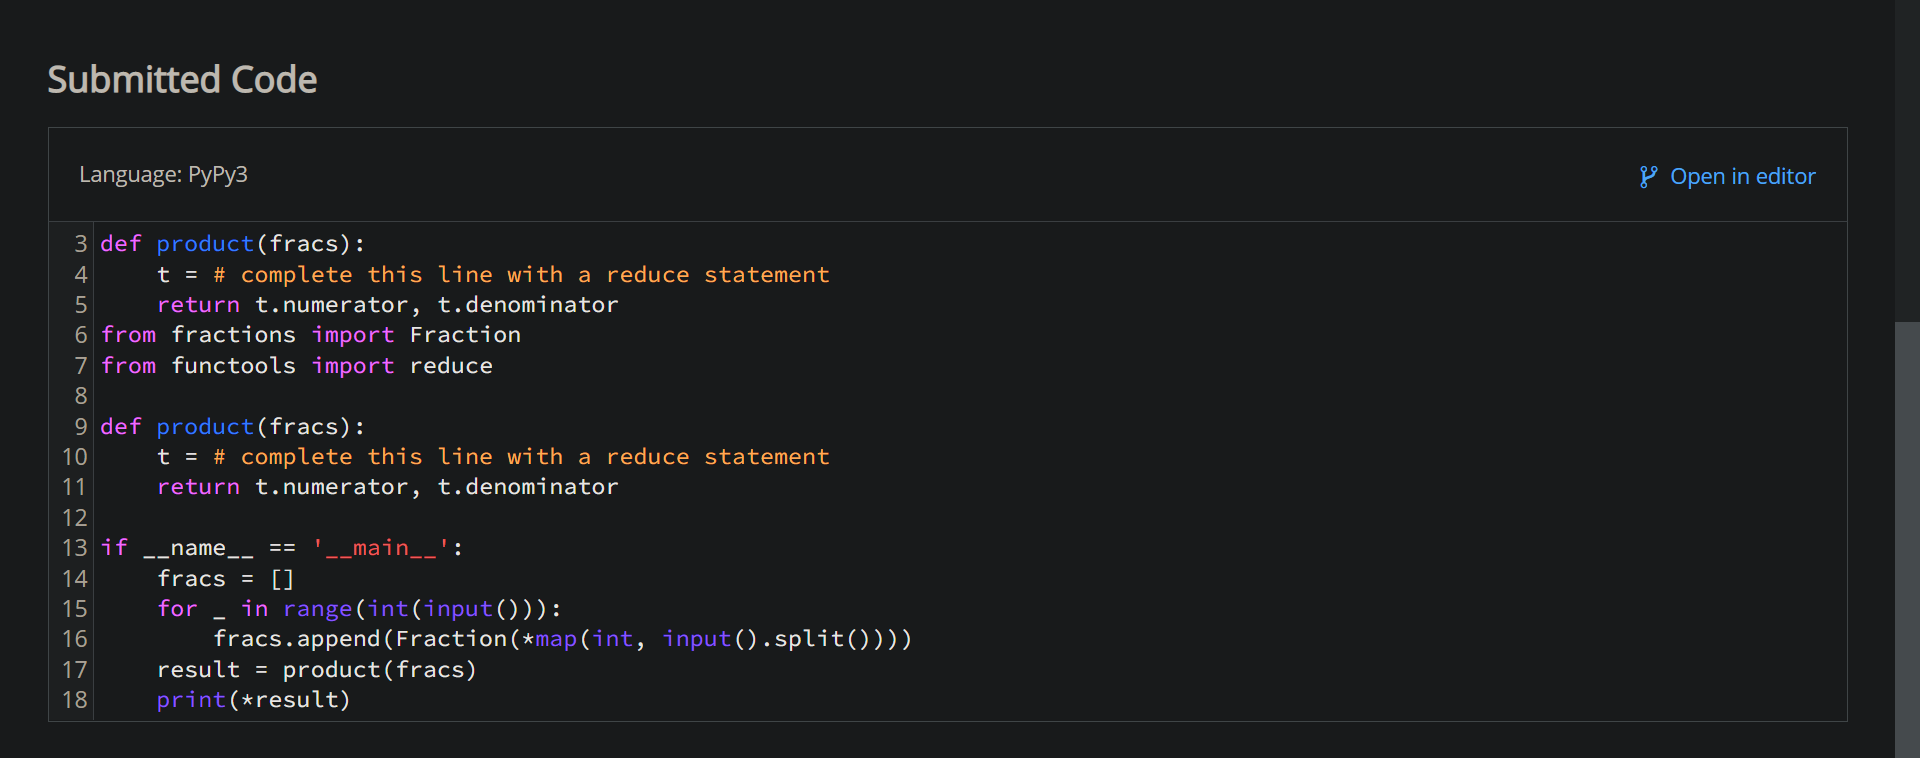 Submitted Code
Language: PyPy3
Open in editor
3 def product(fracs):
4     t = # complete this line with a reduce statement
5     return t.numerator, t.denominator
6 from fractions import Fraction
7 from functools import reduce
8
9 def product(fracs):
10     t = # complete this line with a reduce statement
11     return t.numerator, t.denominator
12
13 if __name__ == '__main__':
14     fracs = []
15     for _ in range(int(input())):
16         fracs.append(Fraction(*map(int, input().split())))
17     result = product(fracs)
18     print(*result)